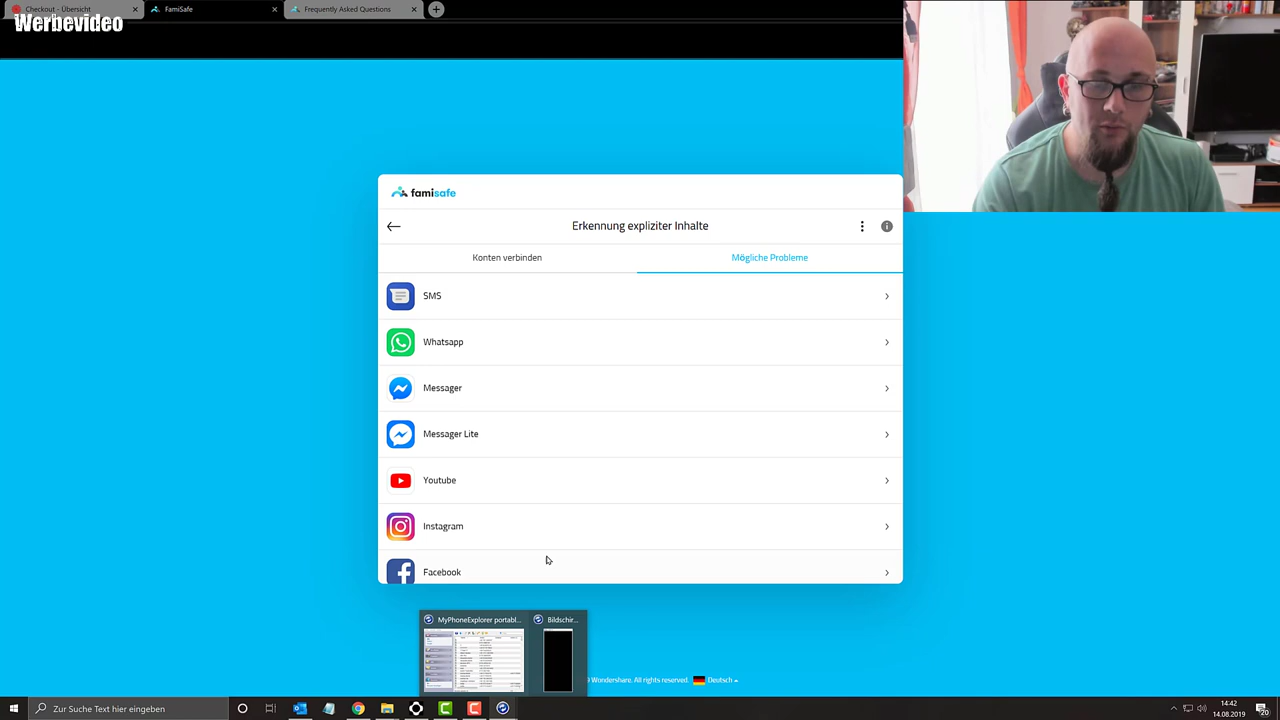 Checkout - Übersicht
FamiSafe
Frequently Asked Questions
Werbevideo
famisafe
Erkennung expliziter Inhalte
Konten verbinden
Mögliche Probleme
SMS
Whatsapp
Messager
Messager Lite
Youtube
Instagram
Facebook
MyPhoneExplorer portabl...
Bildschir...
Wondershare. All rights reserved.
Deutsch
Zur Suche Text hier eingeben
14:42
14.08.2019
20